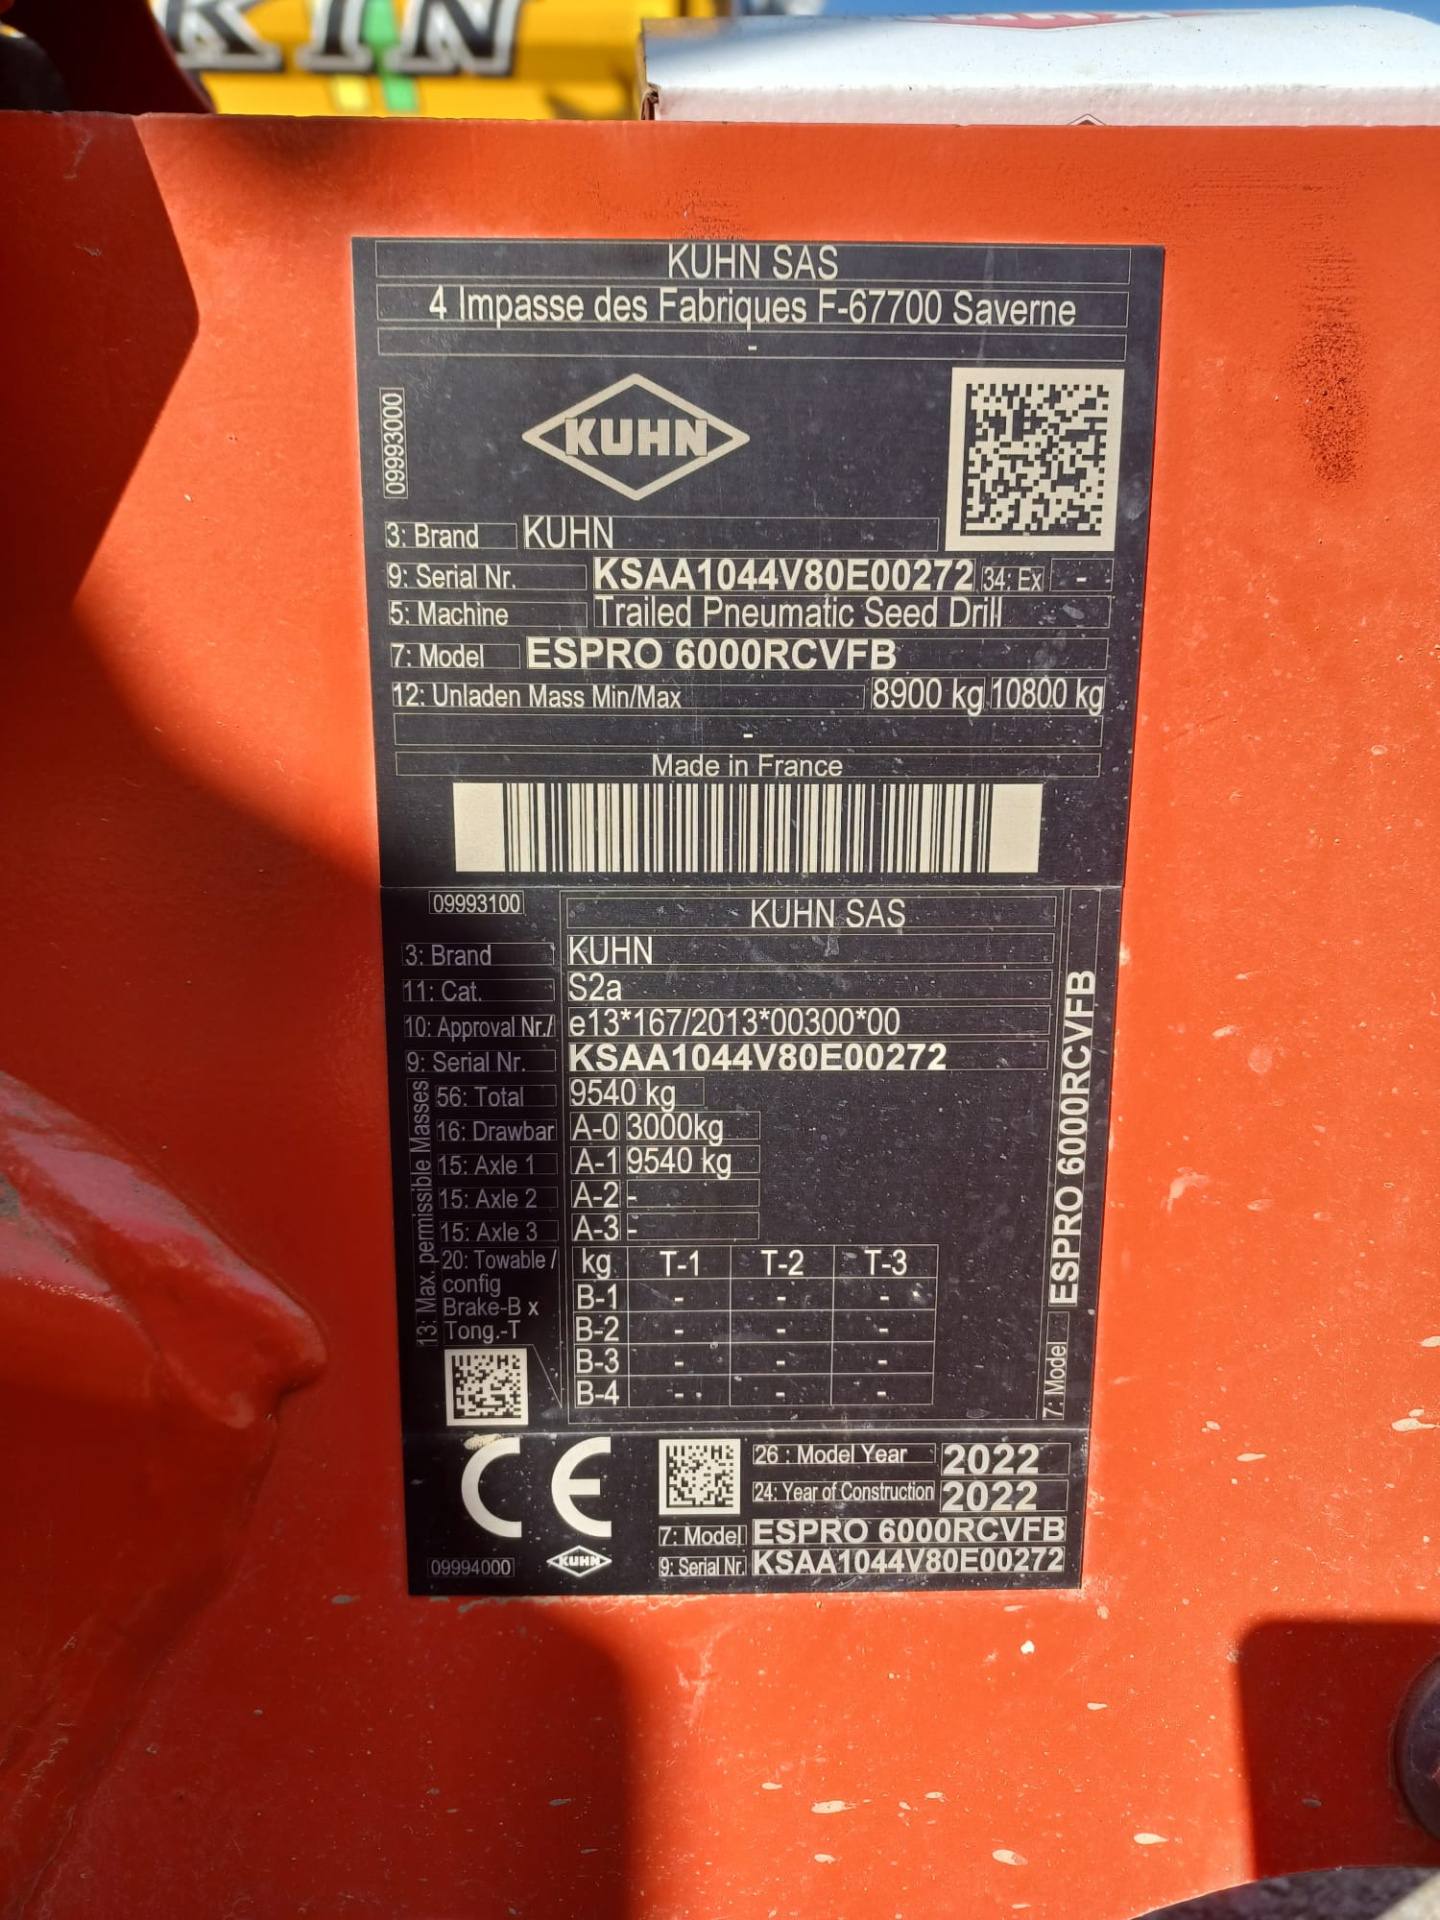 KIN
KUHN SAS
4 Impasse des Fabriques F-67700 Saverne
-
09993000
KUHN
3: Brand KUHN
9: Serial Nr. KSAA1044V80E00272 34: Ex -
5: Machine Trailed Pneumatic Seed Drill
7: Model ESPRO 6000RCVFB
12: Unladen Mass Min/Max 8900 kg 10800 kg
-
Made in France
09993100 KUHN SAS
3: Brand KUHN
11: Cat. S2a
10: Approval Nr./ e13*167/2013*00300*00
9: Serial Nr. KSAA1044V80E00272
13: Max. permissible Masses
56: Total 9540 kg
16: Drawbar A-0 3000kg
15: Axle 1 A-1 9540 kg
15: Axle 2 A-2 -
15: Axle 3 A-3 -
20: Towable / config Brake-B x Tong.-T
kg T-1 T-2 T-3
B-1 - - -
B-2 - - -
B-3 - - -
B-4 - - -
7: Model ESPRO 6000RCVFB
CE
26 : Model Year 2022
24: Year of Construction 2022
7: Model ESPRO 6000RCVFB
9: Serial Nr. KSAA1044V80E00272
09994000 KUHN